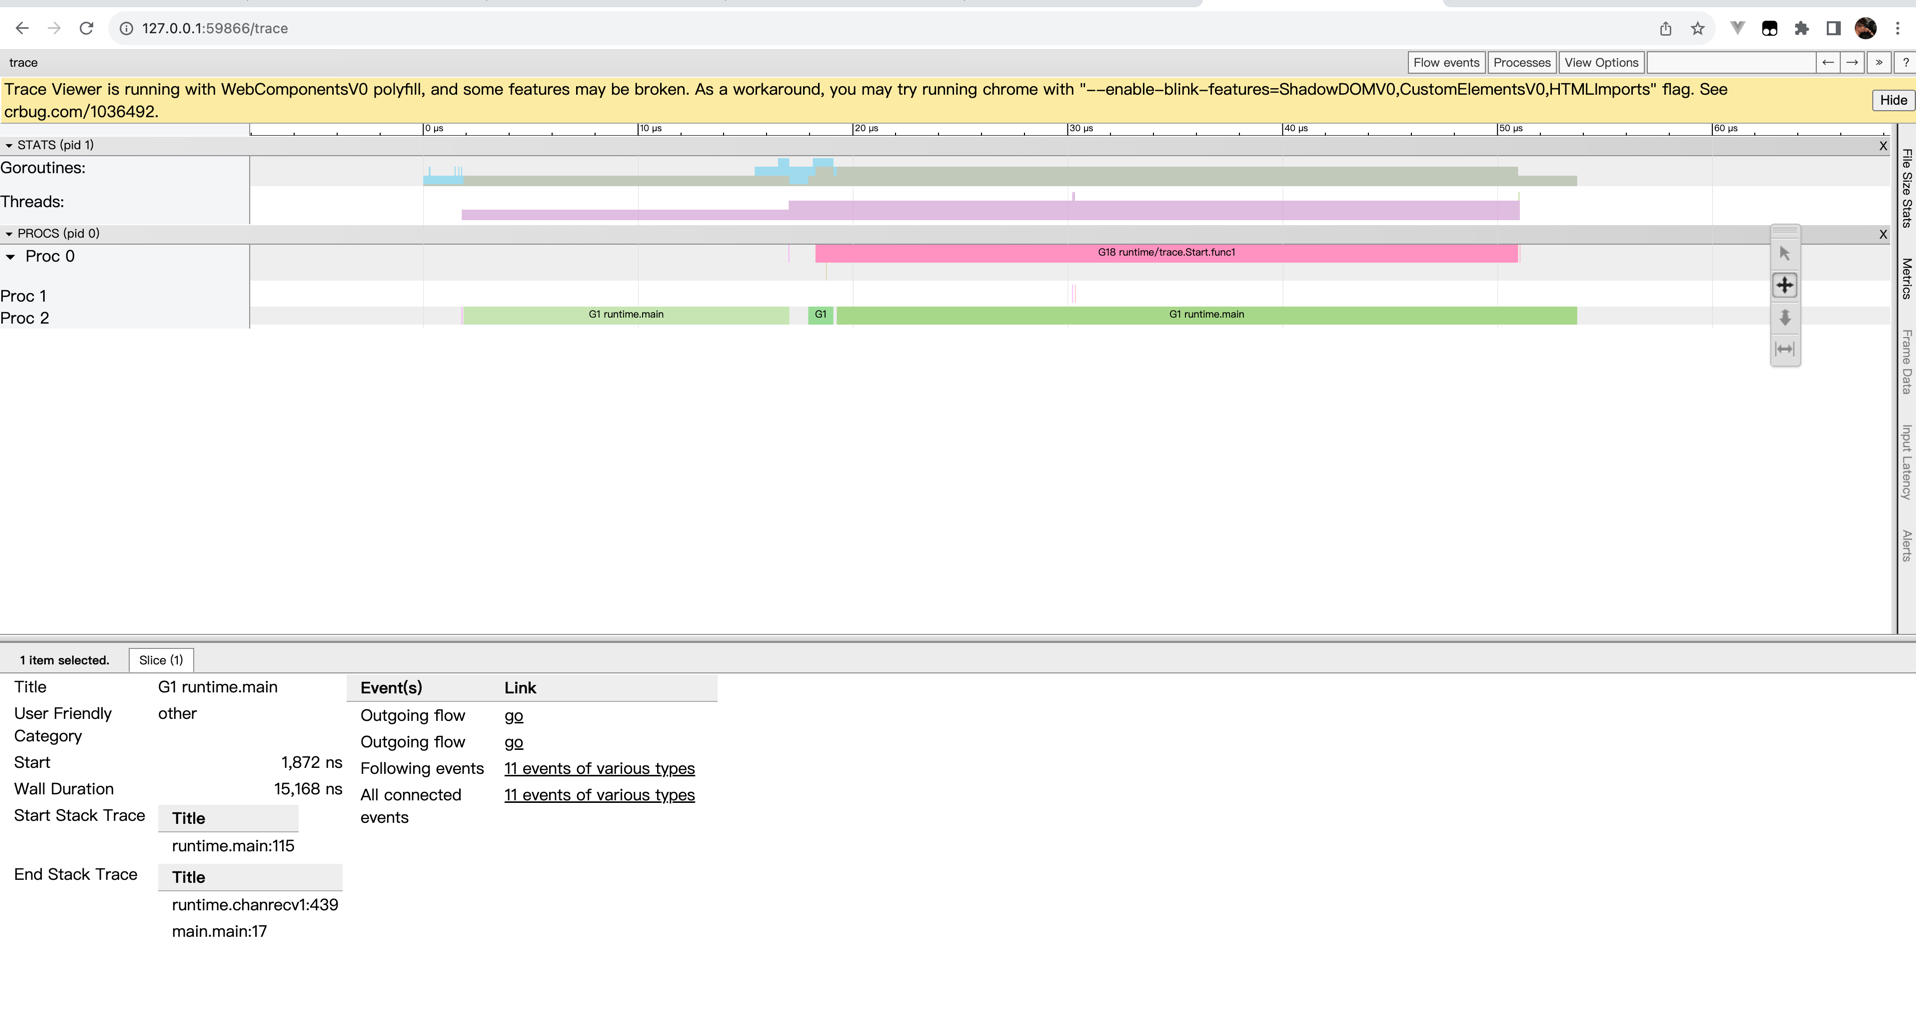 127.0.0.1:59866/trace
trace
Flow events
Processes
View Options
←
→
»
?
Trace Viewer is running with WebComponentsV0 polyfill, and some features may be broken. As a workaround, you may try running chrome with "--enable-blink-features=ShadowDOMV0,CustomElementsV0,HTMLImports" flag. See
crbug.com/1036492.
Hide
0 µs
10 µs
20 µs
30 µs
40 µs
50 µs
60 µs
STATS (pid 1)
X
Goroutines:
Threads:
PROCS (pid 0)
X
Proc 0
G18 runtime/trace.Start.func1
Proc 1
Proc 2
G1 runtime.main
G1
G1 runtime.main
File Size Stats
Metrics
Frame Data
Input Latency
Alerts
1 item selected.
Slice (1)
Title
G1 runtime.main
User Friendly
Category
other
Start
1,872 ns
Wall Duration
15,168 ns
Start Stack Trace
Title
runtime.main:115
End Stack Trace
Title
runtime.chanrecv1:439
main.main:17
Event(s)
Link
Outgoing flow
go
Outgoing flow
go
Following events
11 events of various types
All connected
events
11 events of various types